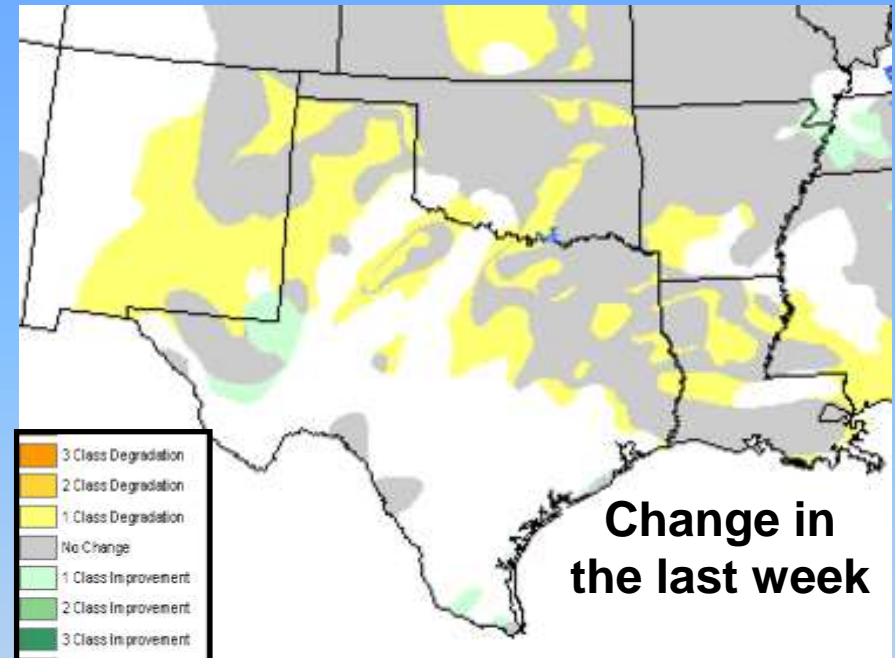 3 Class Degradation
2 Class Degradation
1 Class Degradation
No Change
1 Class Improvement
2 Class Improvement
3 Class Improvement
Change in
the last week